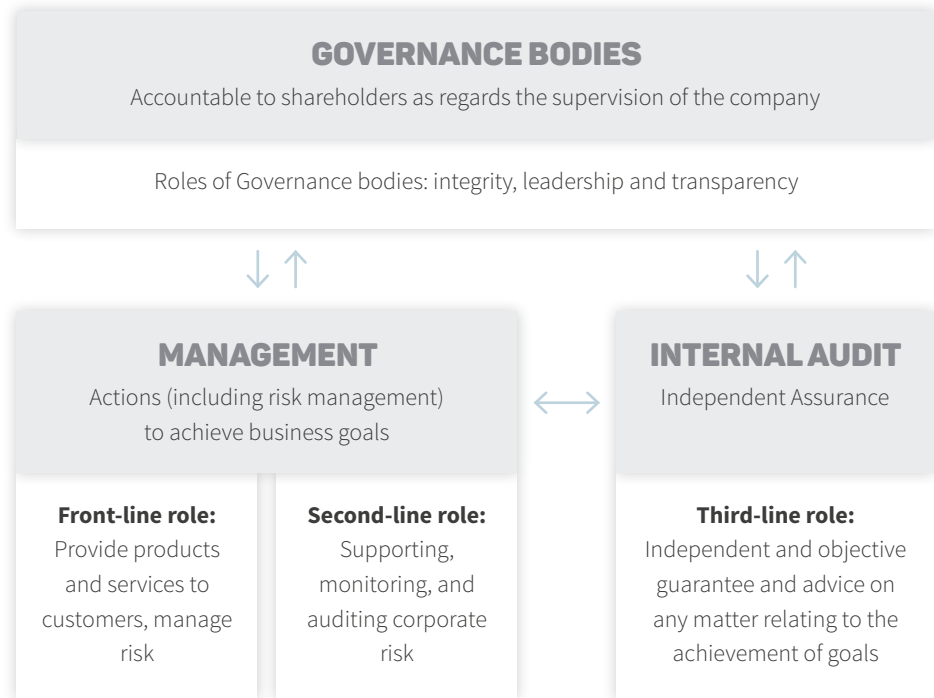 GOVERNANCE BODIES
Accountable to shareholders as regards the supervision of the company
Roles of Governance bodies: integrity, leadership and transparency
MANAGEMENT
Actions (including risk management)
to achieve business goals
INTERNAL AUDIT
Independent Assurance
Front-line role:
Provide products
and services to
customers, manage
risk
Second-line role:
Supporting,
monitoring, and
auditing corporate
risk
Third-line role:
Independent and objective
guarantee and advice on
any matter relating to the
achievement of goals